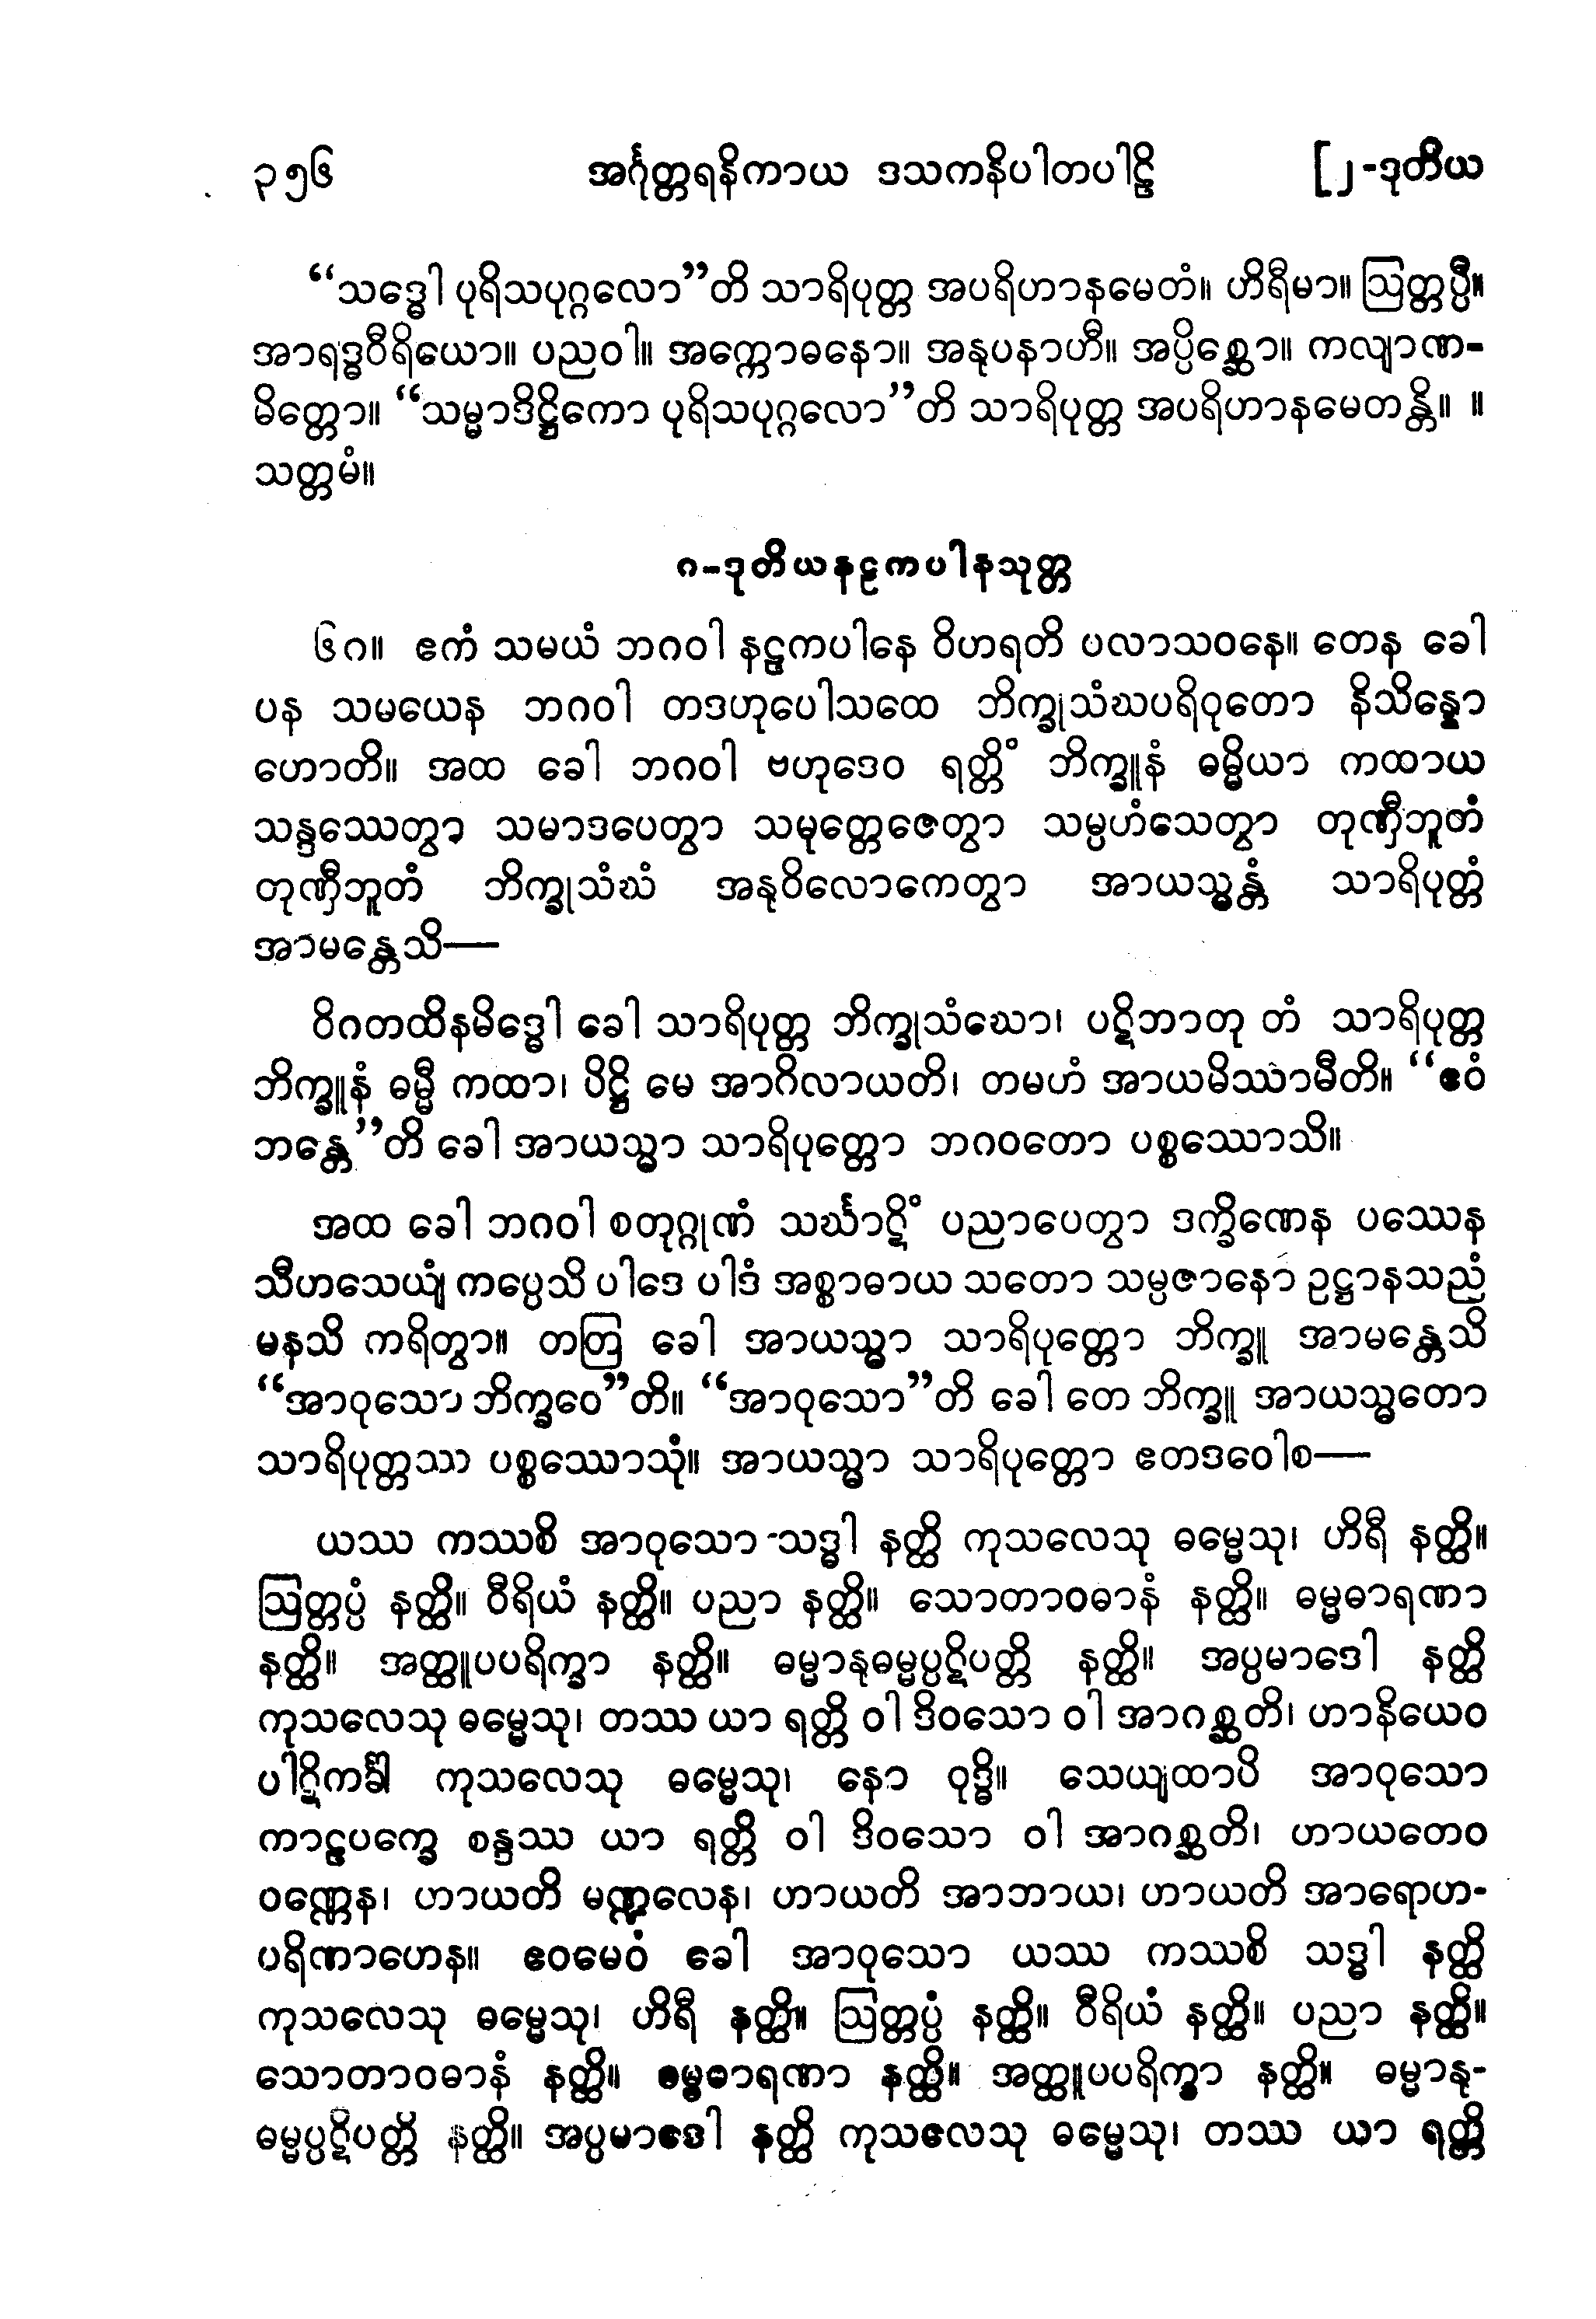 ၃၅၆ အင်္ဂုတ္တရနိကာယ ဒသကနိပါတပါဠိ [၂-ဒုတိယ
“သဒ္ဓေါ ပုရိသပုဂ္ဂလော”တိ သာရိပုတ္တ အပရိဟာနမေတံ။ ဟိရီမာ။ ဩတ္တပ္ပီ။
အာရဒ္ဓဝီရိယော။ ပညဝါ။ အက္ကောဓနော။ အနုပနာဟီ။ အပ္ပိစ္ဆော။ ကလျာဏ-
မိတ္တော။ “သမ္မာဒိဋ္ဌိကော ပုရိသပုဂ္ဂလော”တိ သာရိပုတ္တ အပရိဟာနမေတန္တိ။ ။
သတ္တမံ။
၈-ဒုတိယနဠကပါနသုတ္တ
၆၈။ ဧကံ သမယံ ဘဂဝါ နဠကပါနေ ဝိဟရတိ ပလာသဝနေ။ တေန ခေါ
ပန သမယေန ဘဂဝါ တဒဟုပေါသထေ ဘိက္ခုသံဃပရိဝုတော နိသိန္နော
ဟောတိ။ အထ ခေါ ဘဂဝါ ဗဟုဒေဝ ရတ္တိံ ဘိက္ခူနံ ဓမ္မိယာ ကထာယ
သန္ဒဿေတွာ သမာဒပေတွာ သမုတ္တေဇေတွာ သမ္ပဟံသေတွာ တုဏှီဘူတံ
တုဏှီဘူတံ ဘိက္ခုသံဃံ အနုဝိလောကေတွာ အာယသ္မန္တံ သာရိပုတ္တံ
အာမန္တေသိ—
ဝိဂတထိနမိဒ္ဓေါ ခေါ သာရိပုတ္တ ဘိက္ခုသံဃော၊ ပဋိဘာတု တံ သာရိပုတ္တ
ဘိက္ခူနံ ဓမ္မီ ကထာ၊ ပိဋ္ဌိ မေ အာဂိလာယတိ၊ တမဟံ အာယမိဿာမီတိ။ “ဧဝံ
ဘန္တေ”တိ ခေါ အာယသ္မာ သာရိပုတ္တော ဘဂဝတော ပစ္စဿောသိ။
အထ ခေါ ဘဂဝါ စတုဂ္ဂုဏံ သင်္ဃာဋိံ ပညာပေတွာ ဒက္ခိဏေန ပဿေန
သီဟသေယျံ ကပ္ပေသိ ပါဒေ ပါဒံ အစ္စာဓာယ သတော သမ္ပဇာနော ဥဋ္ဌာနသညံ
မနသိ ကရိတွာ။ တတြ ခေါ အာယသ္မာ သာရိပုတ္တော ဘိက္ခူ အာမန္တေသိ
“အာဝုသော ဘိက္ခဝေ”တိ။ “အာဝုသော”တိ ခေါ တေ ဘိက္ခူ အာယသ္မတော
သာရိပုတ္တဿ ပစ္စဿောသုံ။ အာယသ္မာ သာရိပုတ္တော ဧတဒဝေါစ—
ယဿ ကဿစိ အာဝုသော သဒ္ဓါ နတ္ထိ ကုသလေသု ဓမ္မေသု၊ ဟိရီ နတ္ထိ။
ဩတ္တပ္ပံ နတ္ထိ။ ဝီရိယံ နတ္ထိ။ ပညာ နတ္ထိ။ သောတာဝဓာနံ နတ္ထိ။ ဓမ္မဓာရဏာ
နတ္ထိ။ အတ္ထူပပရိက္ခာ နတ္ထိ။ ဓမ္မာနုဓမ္မပ္ပဋိပတ္တိ နတ္ထိ။ အပ္ပမာဒေါ နတ္ထိ
ကုသလေသု ဓမ္မေသု၊ တဿ ယာ ရတ္တိ ဝါ ဒိဝသော ဝါ အာဂစ္ဆတိ၊ ဟာနိယေဝ
ပါဋိကင်္ခါ ကုသလေသု ဓမ္မေသု၊ နော ဝုဒ္ဓိ။ သေယျထာပိ အာဝုသော
ကာဠပက္ခေ စန္ဒဿ ယာ ရတ္တိ ဝါ ဒိဝသော ဝါ အာဂစ္ဆတိ၊ ဟာယတေဝ
ဝဏ္ဏေန၊ ဟာယတိ မဏ္ဍလေန၊ ဟာယတိ အာဘာယ၊ ဟာယတိ အာရောဟ-
ပရိဏာဟေန။ ဧဝမေဝံ ခေါ အာဝုသော ယဿ ကဿစိ သဒ္ဓါ နတ္ထိ
ကုသလေသု ဓမ္မေသု၊ ဟိရီ နတ္ထိ။ ဩတ္တပ္ပံ နတ္ထိ။ ဝီရိယံ နတ္ထိ။ ပညာ နတ္ထိ။
သောတာဝဓာနံ နတ္ထိ။ ဓမ္မဓာရဏာ နတ္ထိ။ အတ္ထူပပရိက္ခာ နတ္ထိ။ ဓမ္မာနု-
ဓမ္မပ္ပဋိပတ္တိ နတ္ထိ။ အပ္ပမာဒေါ နတ္ထိ ကုသလေသု ဓမ္မေသု၊ တဿ ယာ ရတ္တိ